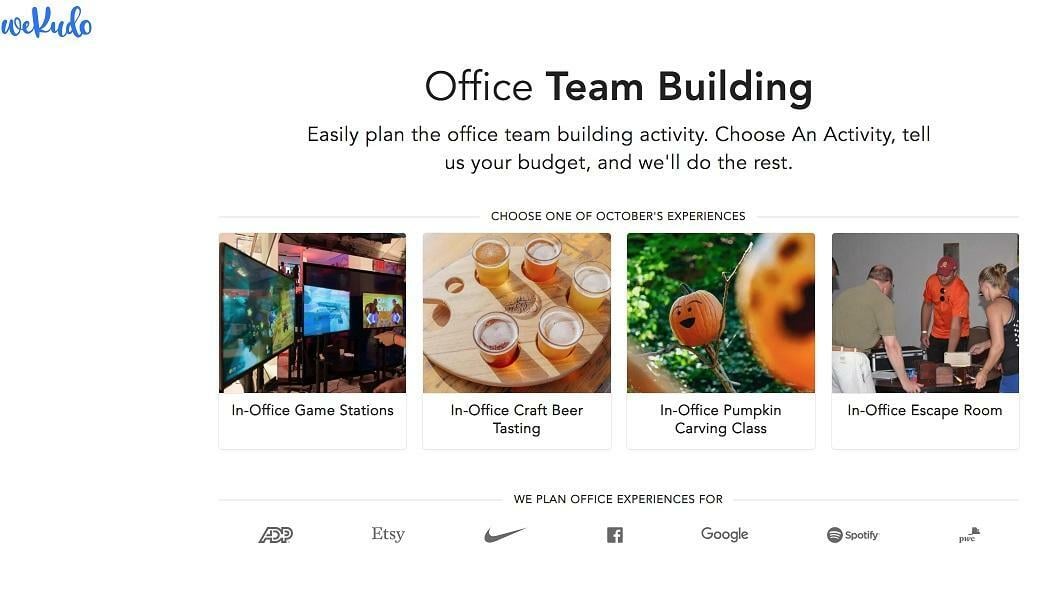 weKudo
Office Team Building
Easily plan the office team building activity. Choose An Activity, tell
us your budget, and we'll do the rest.
CHOOSE ONE OF OCTOBER'S EXPERIENCES
In-Office Game Stations
In-Office Craft Beer
Tasting
In-Office Pumpkin
Carving Class
In-Office Escape Room
WE PLAN OFFICE EXPERIENCES FOR
ADP
Etsy
Google
Spotify
pwc